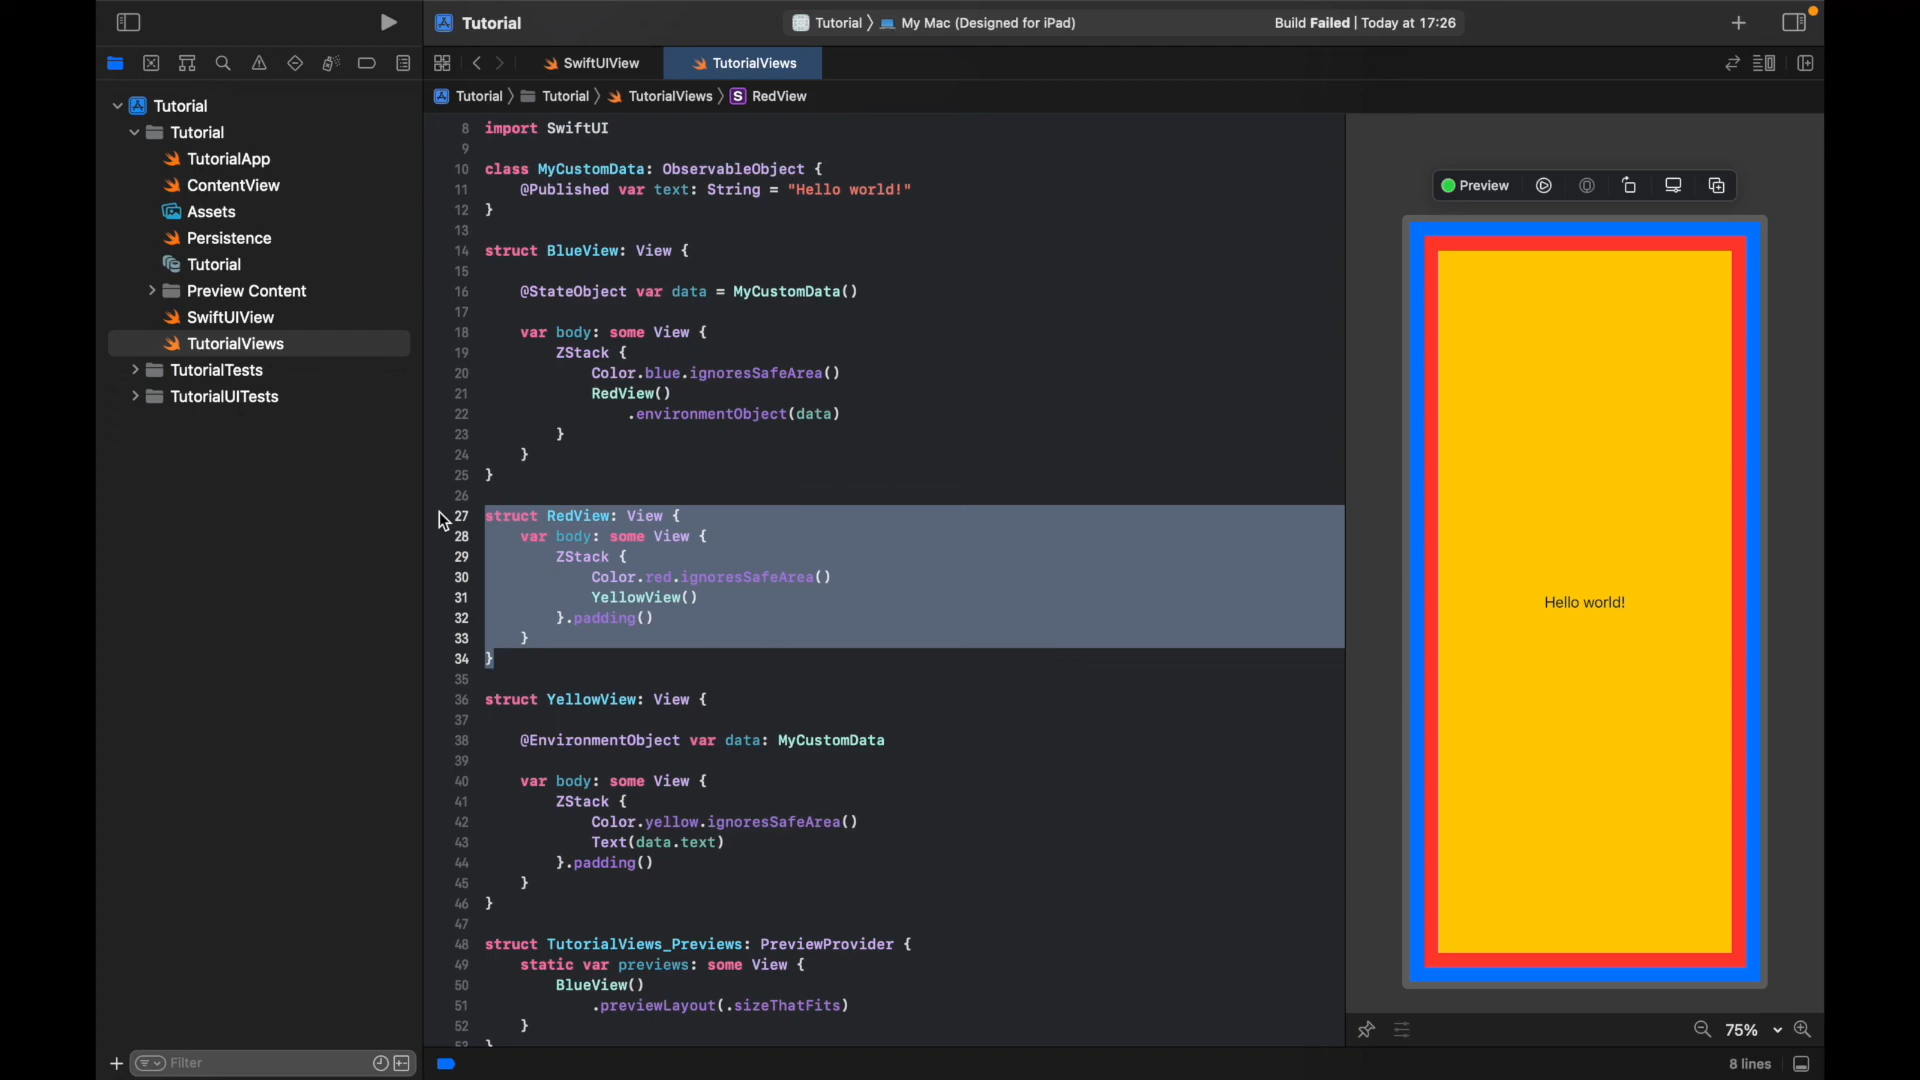 Tutorial
Tutorial
TutorialApp
ContentView
Assets
Persistence
Tutorial
Preview Content
SwiftUIView
TutorialViews
TutorialTests
TutorialUITests
Filter
Tutorial
Tutorial 〉 My Mac (Designed for iPad)
Build Failed | Today at 17:26
SwiftUIView
TutorialViews
Tutorial 〉 Tutorial 〉 TutorialViews 〉 S RedView
8 import SwiftUI
9
10 class MyCustomData: ObservableObject {
11     @Published var text: String = "Hello world!"
12 }
13
14 struct BlueView: View {
15
16     @StateObject var data = MyCustomData()
17
18     var body: some View {
19         ZStack {
20             Color.blue.ignoresSafeArea()
21             RedView()
22                 .environmentObject(data)
23         }
24     }
25 }
26
27 struct RedView: View {
28     var body: some View {
29         ZStack {
30             Color.red.ignoresSafeArea()
31             YellowView()
32         }.padding()
33     }
34 }
35
36 struct YellowView: View {
37
38     @EnvironmentObject var data: MyCustomData
39
40     var body: some View {
41         ZStack {
42             Color.yellow.ignoresSafeArea()
43             Text(data.text)
44         }.padding()
45     }
46 }
47
48 struct TutorialViews_Previews: PreviewProvider {
49     static var previews: some View {
50         BlueView()
51             .previewLayout(.sizeThatFits)
52     }
53 }
Preview
Hello world!
75%
8 lines